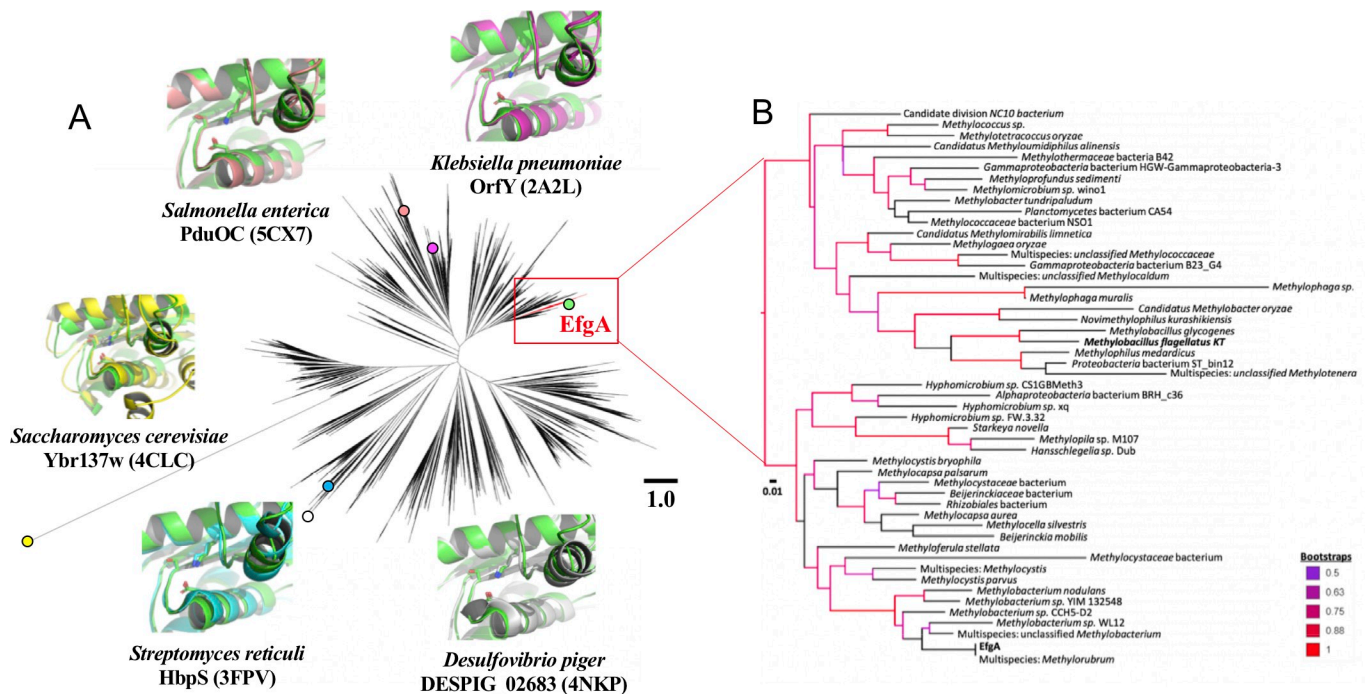 A
Salmonella enterica
PduOC (5CX7)
Klebsiella pneumoniae
OrfY (2A2L)
EfgA
Saccharomyces cerevisiae
Ybr137w (4CLC)
1.0
Streptomyces reticuli
HbpS (3FPV)
Desulfovibrio piger
DESPIG_02683 (4NKP)
B
Candidate division NC10 bacterium
Methylococcus sp.
Methylotetracoccus oryzae
Candidatus Methyloumidiphilus alinensis
Methylothermaceae bacteria B42
Gammaproteobacteria bacterium HGW-Gammaproteobacteria-3
Methyloprofundus sedimenti
Methylomicrobium sp. wino1
Methylobacter tundripaludum
Planctomycetes bacterium CA54
Methylococcaceae bacterium NSO1
Candidatus Methylomirabilis limnetica
Methylogaea oryzae
Multispecies: unclassified Methylococcaceae
Gammaproteobacteria bacterium B23_G4
Multispecies: unclassified Methylocaldum
Methylophaga sp.
Methylophaga muralis
Candidatus Methylobacter oryzae
Novimethylophilus kurashikiensis
Methylobacillus glycogenes
Methylobacillus flagellatus KT
Methylophilus medardicus
Proteobacteria bacterium ST_bin12
Multispecies: unclassified Methylotenera
Hyphomicrobium sp. CS1GBMeth3
Alphaproteobacteria bacterium BRH_c36
Hyphomicrobium sp. xq
Hyphomicrobium sp. FW.3.32
Starkeya novella
Methylopila sp. M107
Hansschlegelia sp. Dub
Methylocystis bryophila
Methylocapsa palsarum
Methylocystaceae bacterium
0.01
Beijerinckiaceae bacterium
Rhizobiales bacterium
Methylocapsa aurea
Methylocella silvestris
Beijerinckia mobilis
Methyloferula stellata
Methylocystaceae bacterium
Multispecies: Methylocystis
Methylocystis parvus
Methylobacterium nodulans
Methylobacterium sp. YIM 132548
Methylobacterium sp. CCH5-D2
Methylobacterium sp. WL12
Multispecies: unclassified Methylobacterium
EfgA
Multispecies: Methylorubrum
Bootstraps
0.5
0.63
0.75
0.88
1